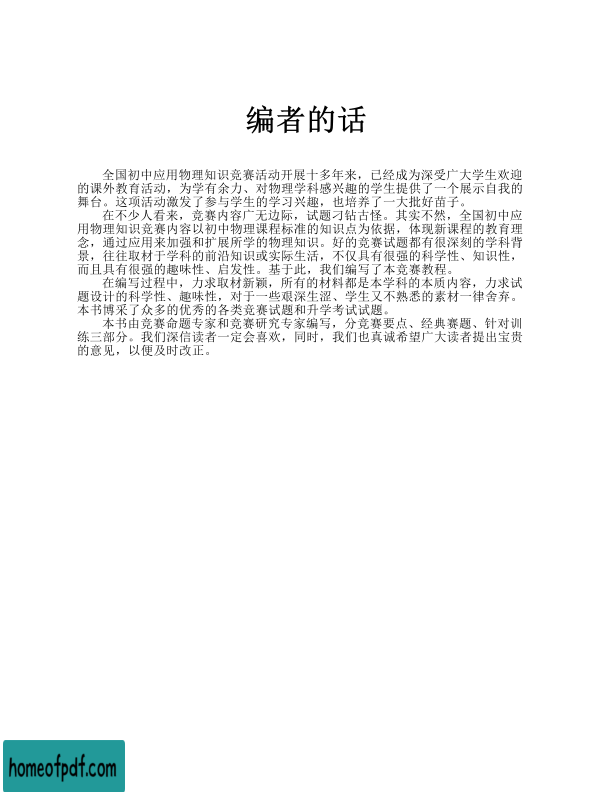 编者的话
全国初中应用物理知识竞赛活动开展十多年来，已经成为深受广大学生欢迎
的课外教育活动，为学有余力、对物理学科感兴趣的学生提供了一个展示自我的
舞台。这项活动激发了参与学生的学习兴趣，也培养了一大批好苗子。
在不少人看来，竞赛内容广无边际，试题刁钻古怪。其实不然，全国初中应
用物理知识竞赛内容以初中物理课程标准的知识点为依据，体现新课程的教育理
念，通过应用来加强和扩展所学的物理知识。好的竞赛试题都有很深刻的学科背
景，往往取材于学科的前沿知识或实际生活，不仅具有很强的科学性、知识性，
而且具有很强的趣味性、启发性。基于此，我们编写了本竞赛教程。
在编写过程中，力求取材新颖，所有的材料都是本学科的本质内容，力求试
题设计的科学性、趣味性，对于一些艰深生涩、学生又不熟悉的素材一律舍弃。
本书博采了众多的优秀的各类竞赛试题和升学考试试题。
本书由竞赛命题专家和竞赛研究专家编写，分竞赛要点、经典赛题、针对训
练三部分。我们深信读者一定会喜欢，同时，我们也真诚希望广大读者提出宝贵
的意见，以便及时改正。
homeofpdf.com